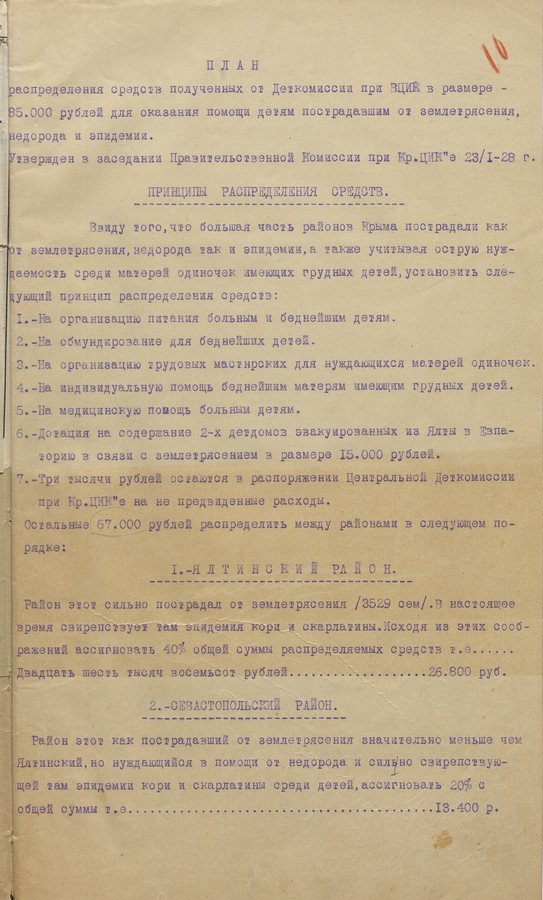 10
П Л А Н
распределения средств полученных от Деткомиссии при ВЦИК в размере -
85.000 рублей для оказания помощи детям пострадавшим от землетрясения,
недорода и эпидемии.
Утвержден в заседании Правительственной Комиссии при Кр.ЦИК"е 23/I-28 г.
ПРИНЦИПЫ РАСПРЕДЕЛЕНИЯ СРЕДСТВ.
Ввиду того,что большая часть районов Крыма пострадали как
от землетрясения,недорода так и эпидемии,а также учитывая острую нуж-
даемость среди матерей одиночек имеющих грудных детей,установить сле-
дующий принцип распределения средств:
I.-На организацию питания больным и беднейшим детям.
2.-На обмундирование для беднейших детей.
3.-На организацию трудовых мастнрских для нуждающихся матерей одиночек.
4.-На индивидуальную помощь беднейшим матерям имеющим грудных детей.
5.-На медицинскую помощь больным детям.
6.-Дотация на содержание 2-х детдомов эвакуированных из Ялты в Евпа-
торию в связи с землетрясением в размере I5.000 рублей.
7.-Три тысячи рублей остаются в распоряжении Центральной Деткомиссии
при Кр.ЦИК"е на не предвиденные расходы.
Остальные 67.000 рублей распределить между районами в следующем по-
рядке:
I.-Я Л Т И Н С К И Й  Р А Й О Н.
Район этот сильно пострадал от землетрясения /3529 сем/.В настоящее
время свирепствует там эпидемия кори и скарлатины.Исходя из этих сооб-
ражений ассигновать 40% общей суммы распределяемых средств т.е......
Двадцать шесть тысяч восемьсот рублей...................26.800 руб.
2.-СЕВАСТОПОЛЬСКИЙ РАЙОН.
Район этот как пострадавший от землетрясения значительно меньше чем
Ялтинский,но нуждающийся в помощи от недорода и сильно свирепствую-
щей там эпидемии кори и скарлатины среди детей,ассигновать 20% с
общей суммы т.е.........................................I3.400 р.